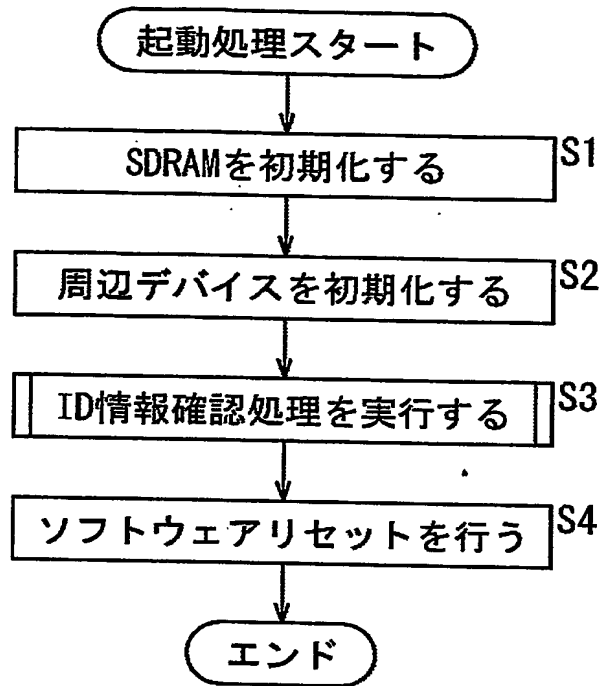 起動処理スタート
SDRAMを初期化する S1
周辺デバイスを初期化する S2
ID情報確認処理を実行する S3
ソフトウェアリセットを行う S4
エンド